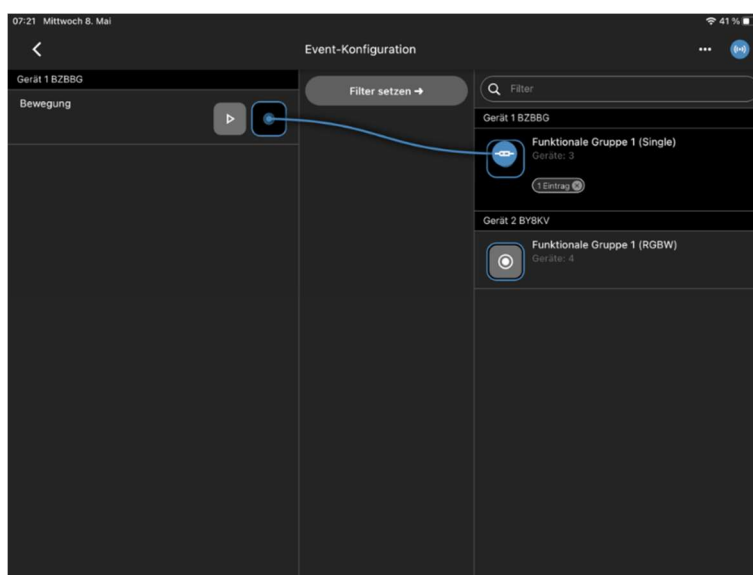 07:21 Mittwoch 8. Mai
41 %
Event-Konfiguration
Gerät 1 BZBBG
Bewegung
Filter setzen ➔
Filter
Gerät 1 BZBBG
Funktionale Gruppe 1 (Single)
Geräte: 3
1 Eintrag
Gerät 2 BY8KV
Funktionale Gruppe 1 (RGBW)
Geräte: 4